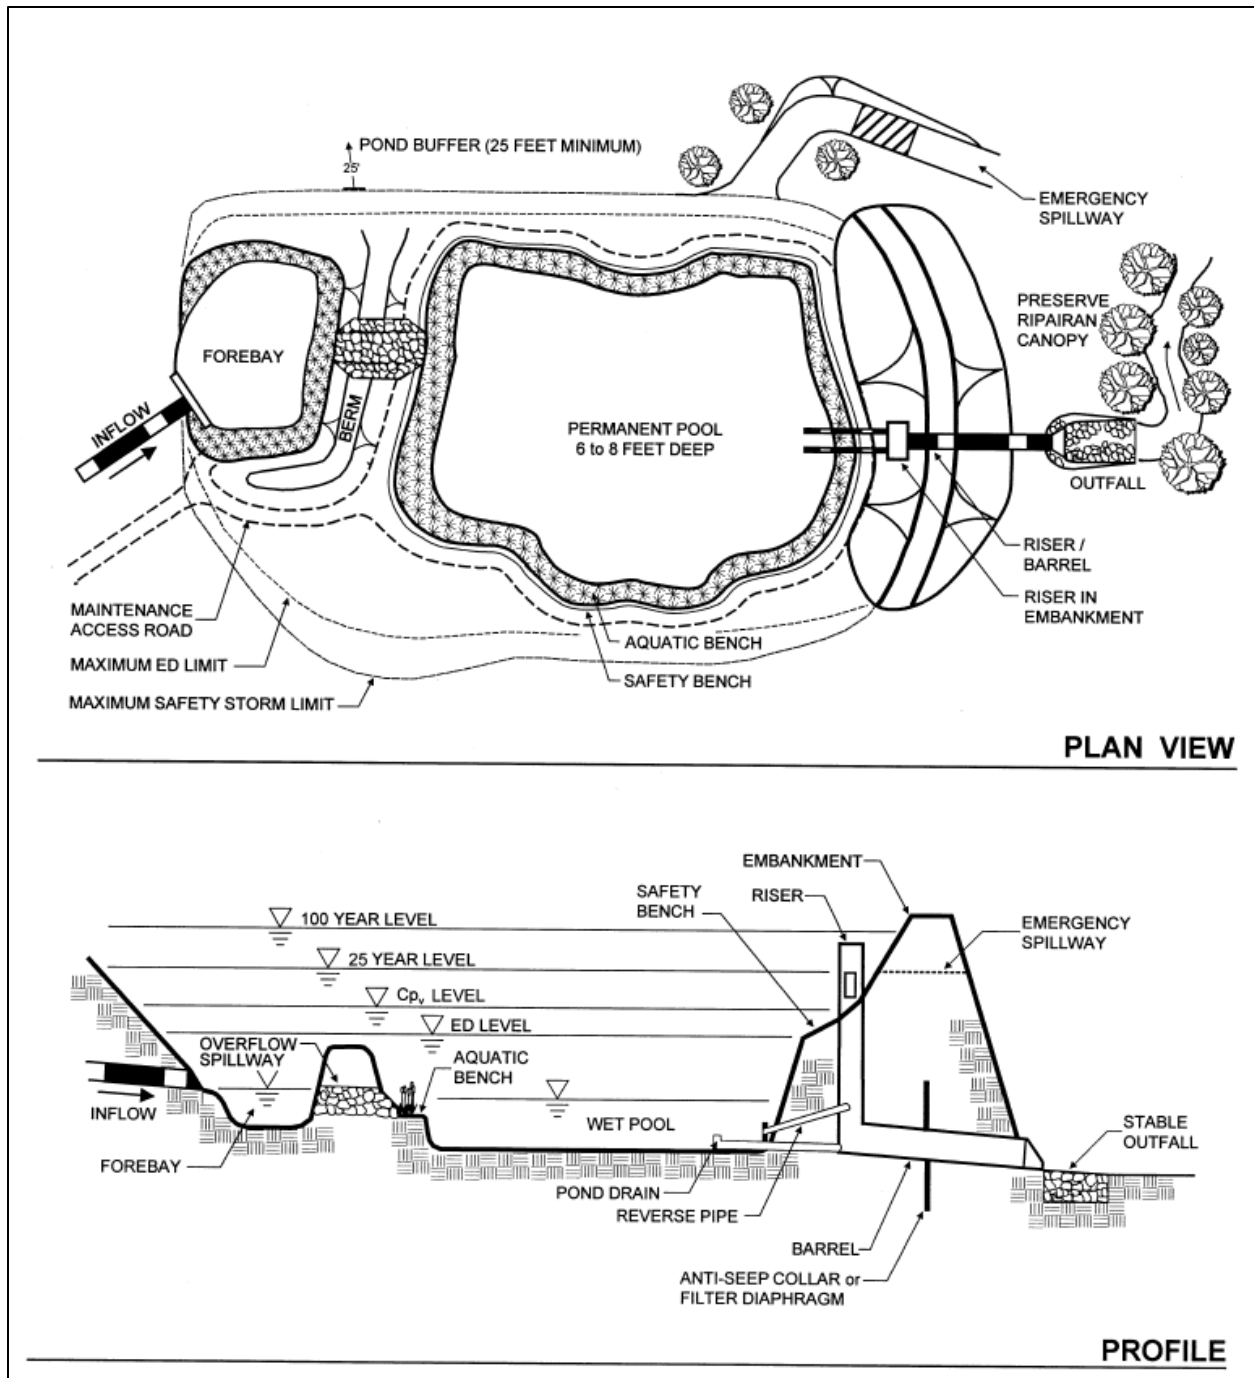 POND BUFFER (25 FEET MINIMUM)
25'
EMERGENCY
SPILLWAY
PRESERVE
RIPAIRAN
CANOPY
FOREBAY
INFLOW
BERM
PERMANENT POOL
6 to 8 FEET DEEP
OUTFALL
RISER /
BARREL
RISER IN
EMBANKMENT
MAINTENANCE
ACCESS ROAD
AQUATIC BENCH
MAXIMUM ED LIMIT
SAFETY BENCH
MAXIMUM SAFETY STORM LIMIT
PLAN VIEW
EMBANKMENT
SAFETY
BENCH
RISER
100 YEAR LEVEL
EMERGENCY
SPILLWAY
25 YEAR LEVEL
Cpv LEVEL
ED LEVEL
OVERFLOW
SPILLWAY
AQUATIC
BENCH
INFLOW
WET POOL
STABLE
OUTFALL
FOREBAY
POND DRAIN
REVERSE PIPE
BARREL
ANTI-SEEP COLLAR or
FILTER DIAPHRAGM
PROFILE